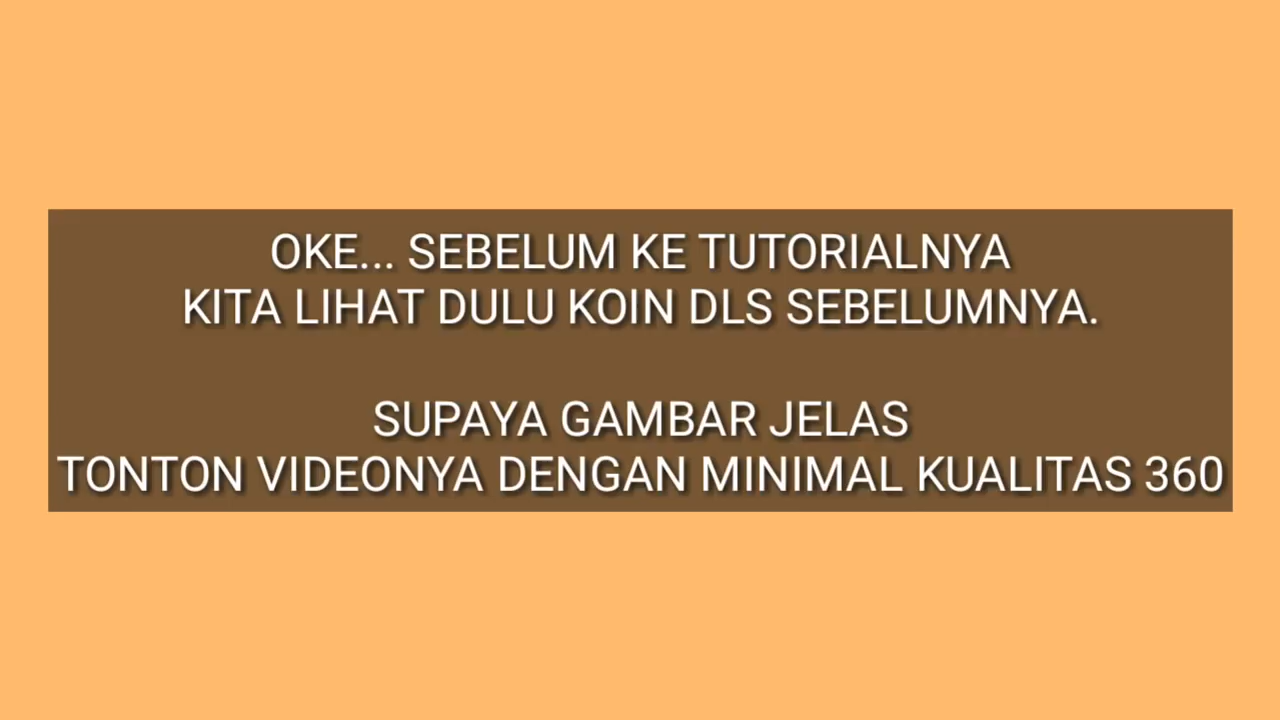 OKE... SEBELUM KE TUTORIALNYA
KITA LIHAT DULU KOIN DLS SEBELUMNYA.
SUPAYA GAMBAR JELAS
TONTON VIDEONYA DENGAN MINIMAL KUALITAS 360